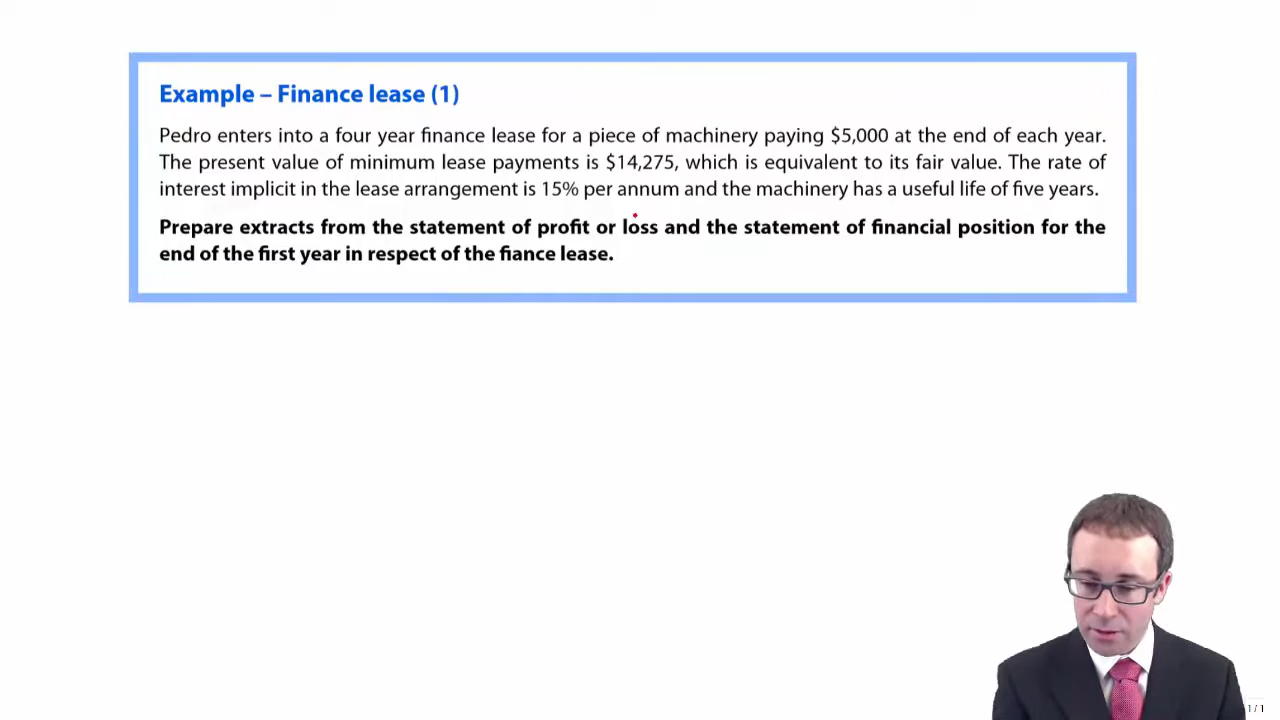 Example – Finance lease (1)
Pedro enters into a four year finance lease for a piece of machinery paying $5,000 at the end of each year.
The present value of minimum lease payments is $14,275, which is equivalent to its fair value. The rate of
interest implicit in the lease arrangement is 15% per annum and the machinery has a useful life of five years.
Prepare extracts from the statement of profit or loss and the statement of financial position for the
end of the first year in respect of the fiance lease.
1/1